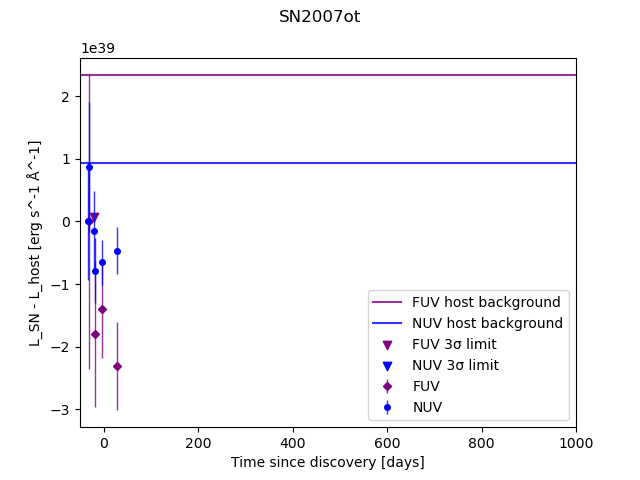 SN2007ot
1e39
2
1
0
−1
−2
−3
L_SN - L_host [erg s^-1 Å^-1]
FUV host background
NUV host background
FUV 3σ limit
NUV 3σ limit
FUV
NUV
0 200 400 600 800 1000
Time since discovery [days]